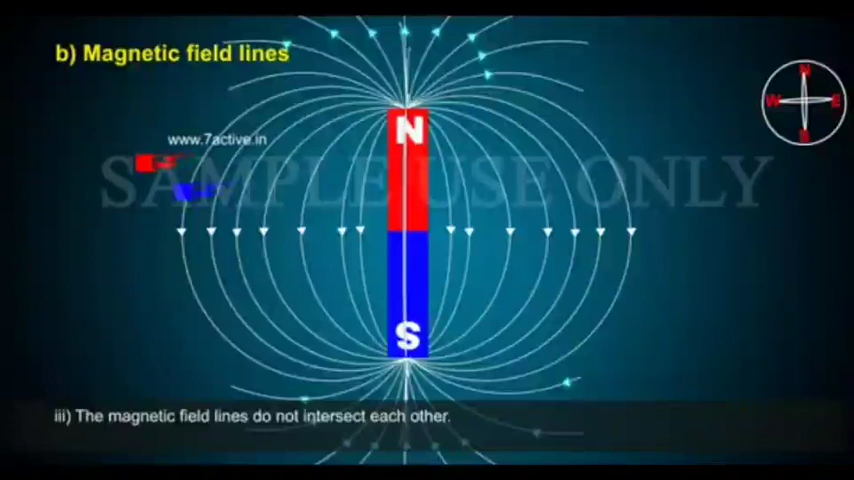 b) Magnetic field lines
N
W E
S
www.7active.in
SAMPLE USE ONLY
N
S
iii) The magnetic field lines do not intersect each other.